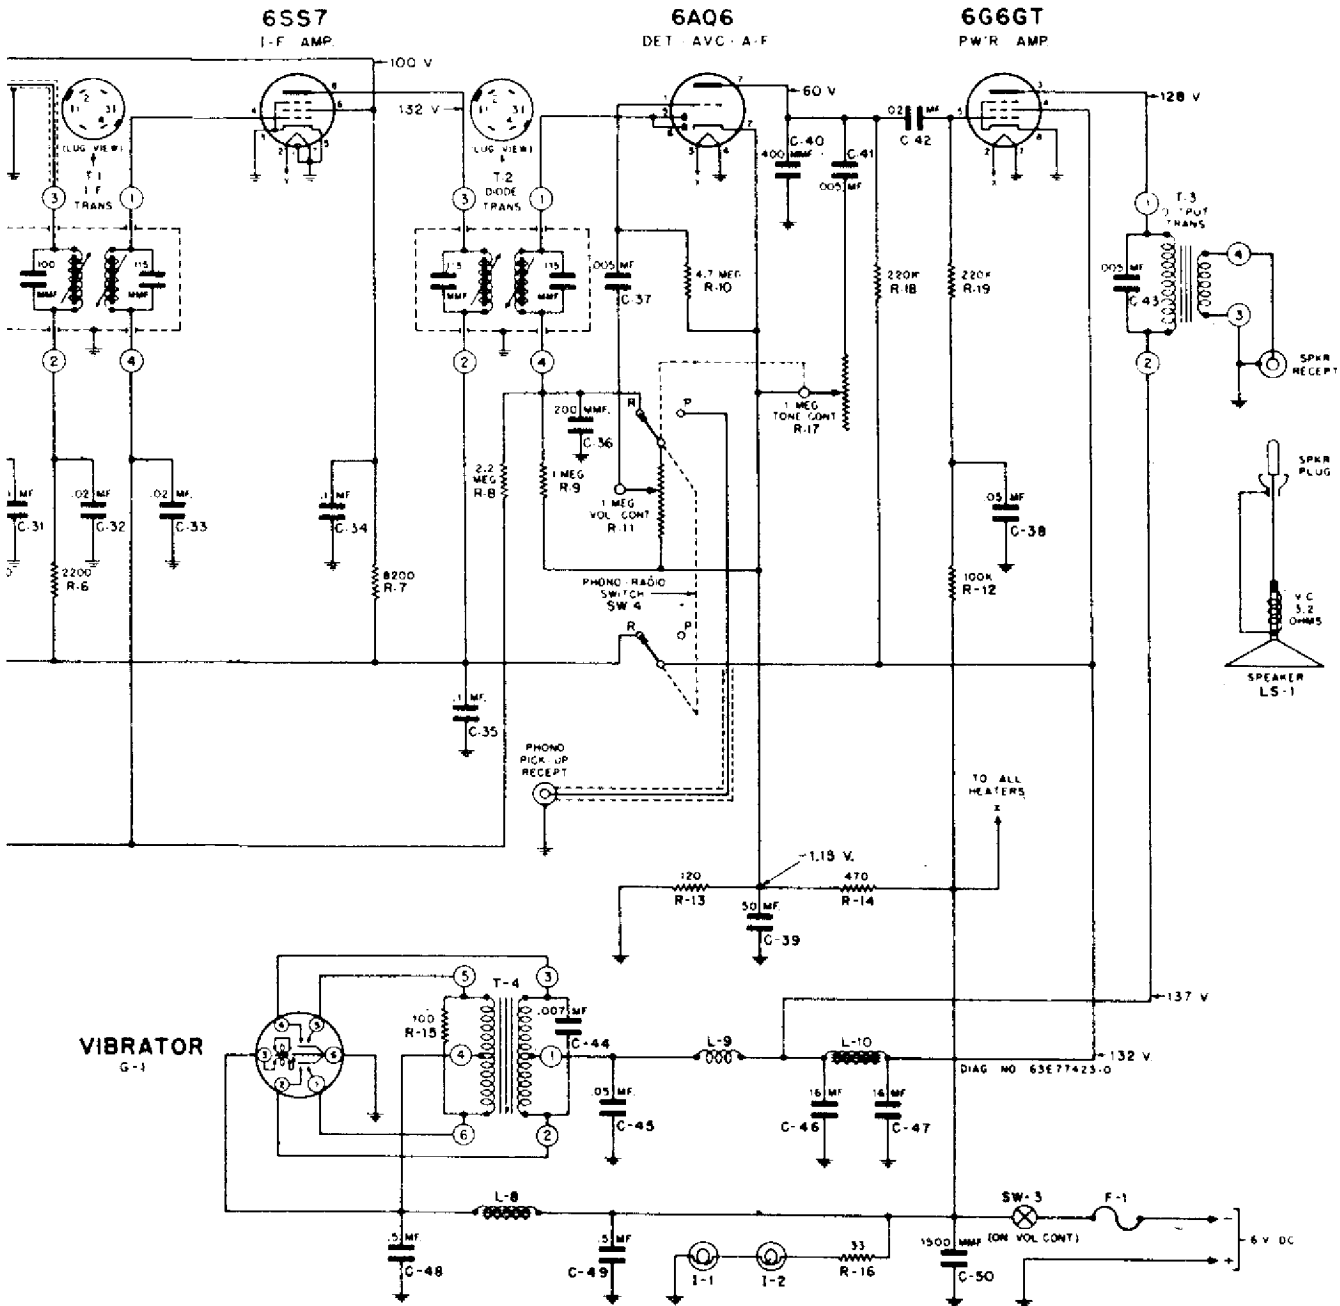 6SS7
I-F AMP.
6AQ6
DET - AVC - A-F
6G6GT
PW'R AMP
100 V
132 V
60 V
128 V
(LUG VIEW)
T-1
I-F
TRANS
(LUG VIEW)
T-2
DIODE
TRANS
C-40
400 MMF
C-41
.005 MF
.02 MF
C-42
T-3
OUTPUT
TRANS
100
MMF
115
MMF
115
MMF
115
MMF
.005 MF
C-37
4.7 MEG
R-10
220K
R-18
220K
R-19
.005 MF
C-43
SPKR
RECEPT
200 MMF.
C-36
R
P
1 MEG
TONE CONT
R-17
MF
C-31
.02 MF
C-32
.02 MF
C-33
.1 MF
C-34
2.2
MEG
R-8
1 MEG
R-9
1 MEG
VOL CONT
R-11
.05 MF
C-38
SPKR
PLUG
2200
R-6
8200
R-7
PHONO-RADIO
SWITCH
SW 4
R
P
100K
R-12
V C
3.2
OHMS
SPEAKER
LS-1
.1 MF.
C-35
PHONO
PICK-UP
RECEPT
TO ALL
HEATERS
X
-1.15 V.
120
R-13
470
R-14
50 MF.
C-39
VIBRATOR
G-1
T-4
100
R-15
.007 MF
C-44
L-9
L-10
137 V
132 V.
DIAG. NO. 63E77423-0
.05 MF.
C-45
16 MF
C-46
16 MF
C-47
L-8
SW-3
(ON VOL CONT)
F-1
6 V DC
.5 MF.
C-48
.5 MF
C-49
I-1
I-2
33
R-16
1500 MMF
C-50